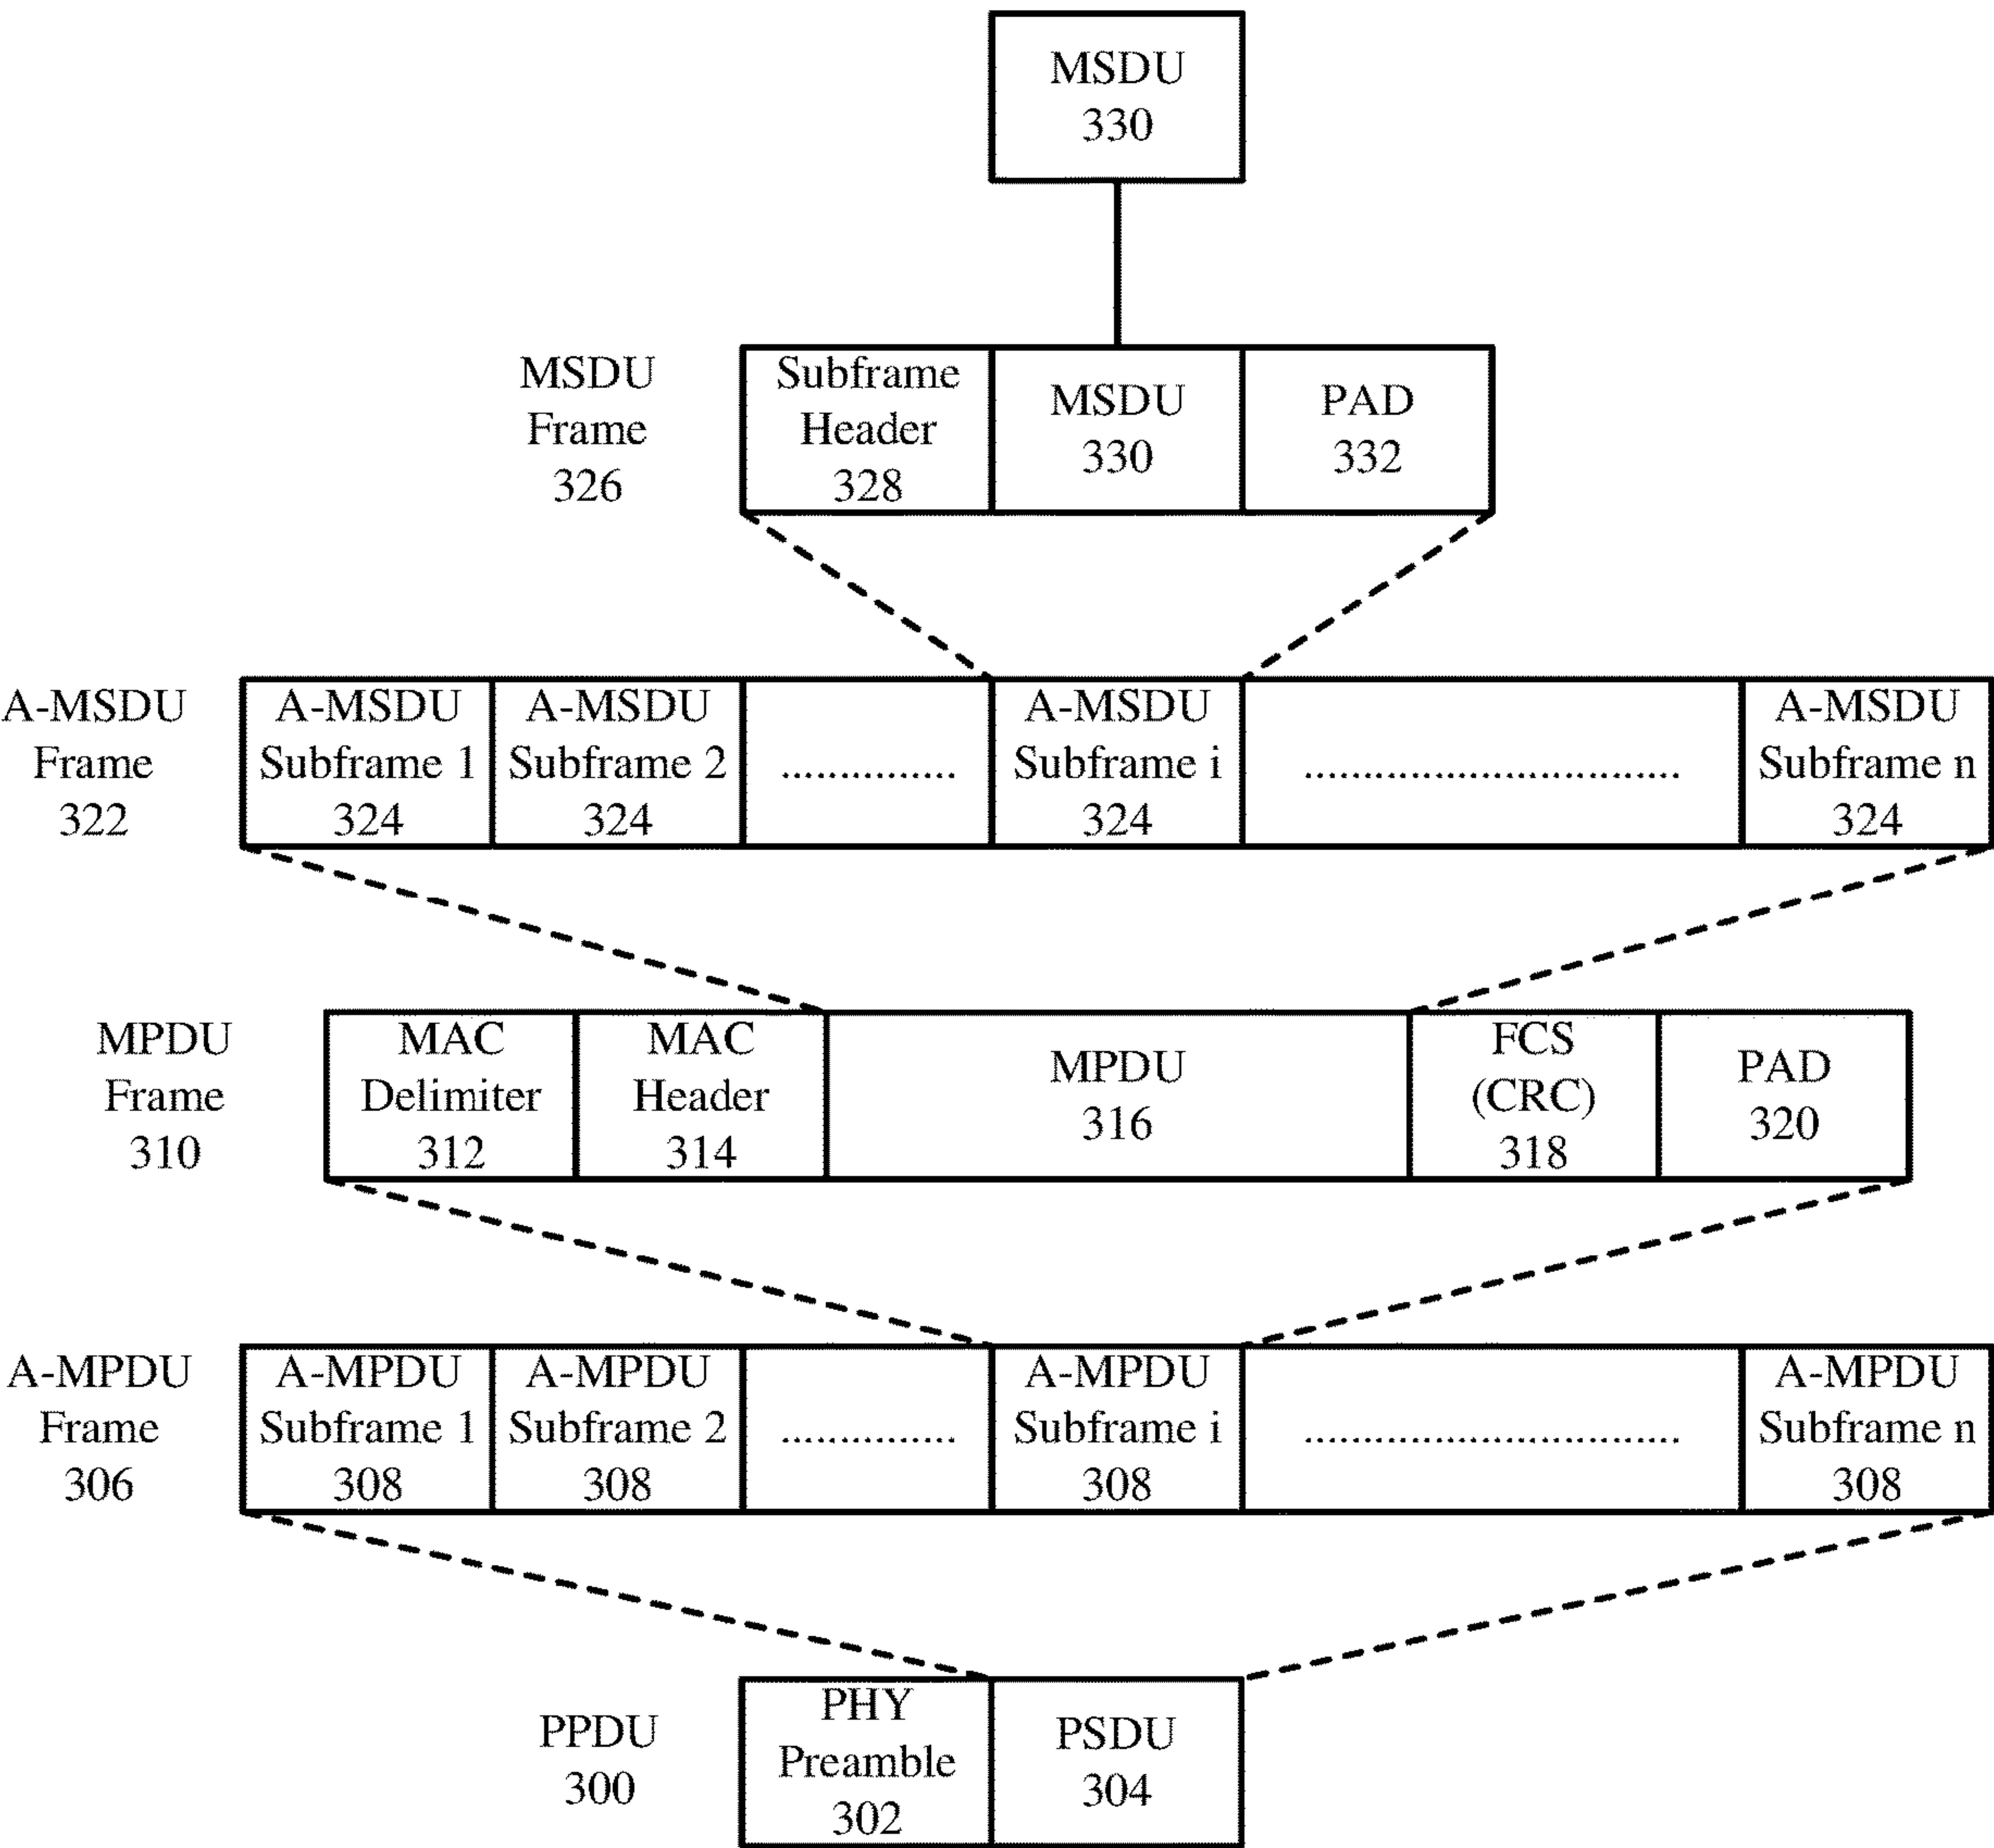 MSDU
330
MSDU
Frame
326
Subframe
Header
328
MSDU
330
PAD
332
A-MSDU
Frame
322
A-MSDU
Subframe 1
324
A-MSDU
Subframe 2
324
...............
A-MSDU
Subframe i
324
................................
A-MSDU
Subframe n
324
MPDU
Frame
310
MAC
Delimiter
312
MAC
Header
314
MPDU
316
FCS
(CRC)
318
PAD
320
A-MPDU
Frame
306
A-MPDU
Subframe 1
308
A-MPDU
Subframe 2
308
...............
A-MPDU
Subframe i
308
................................
A-MPDU
Subframe n
308
PPDU
300
PHY
Preamble
302
PSDU
304